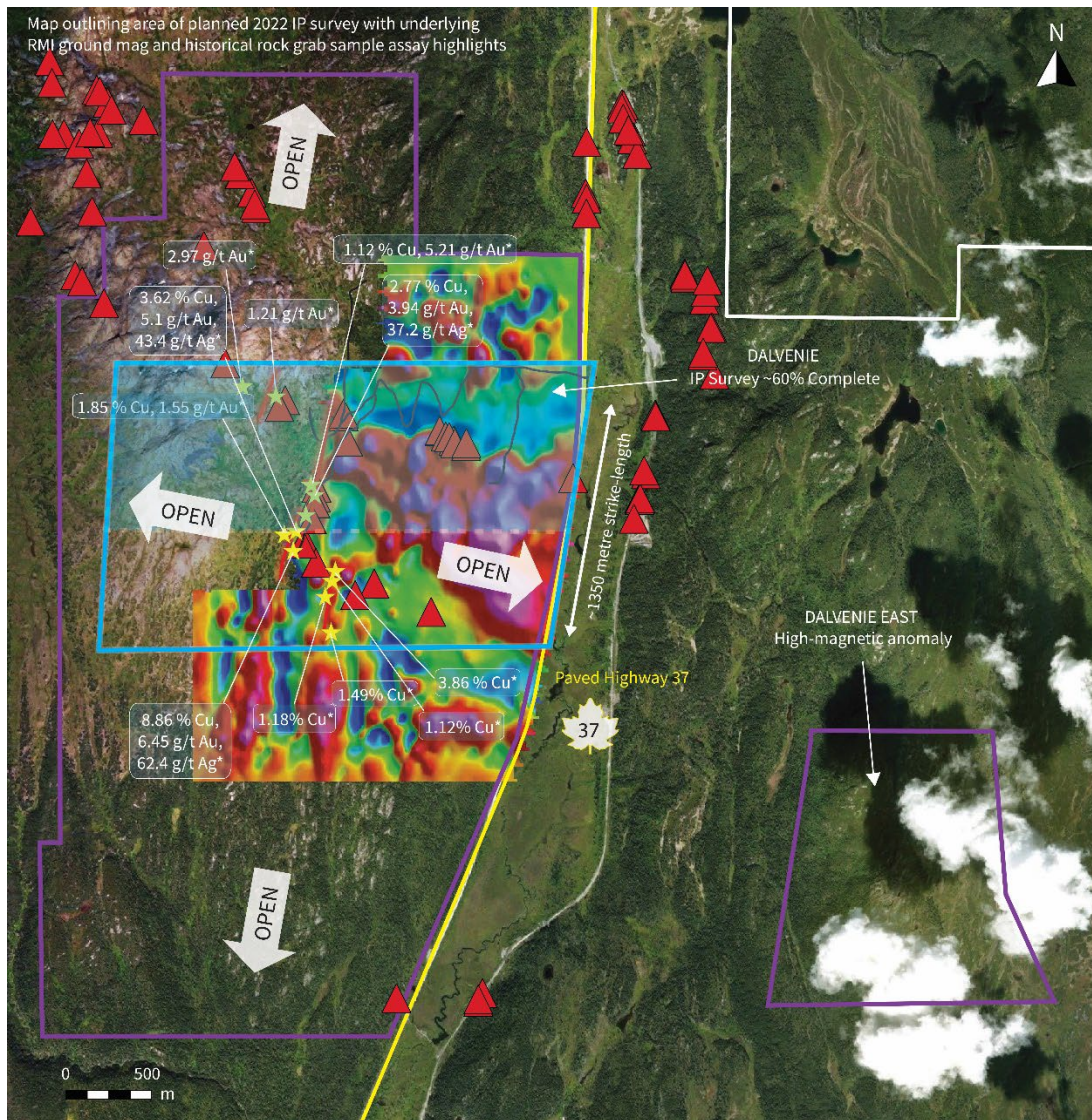 Map outlining area of planned 2022 IP survey with underlying
RMI ground mag and historical rock grab sample assay highlights
N
OPEN
2.97 g/t Au*
1.12 % Cu, 5.21 g/t Au*
3.62 % Cu,
5.1 g/t Au,
43.4 g/t Ag*
1.21 g/t Au*
2.77 % Cu,
3.94 g/t Au,
37.2 g/t Ag*
DALVENIE
IP Survey ~60% Complete
1.85 % Cu, 1.55 g/t Au*
OPEN
OPEN
~1350 metre strike-length
DALVENIE EAST
High-magnetic anomaly
Paved Highway 37
37
8.86 % Cu,
6.45 g/t Au,
62.4 g/t Ag*
1.18% Cu*
1.49% Cu*
3.86 % Cu*
1.12% Cu*
OPEN
0 500
m